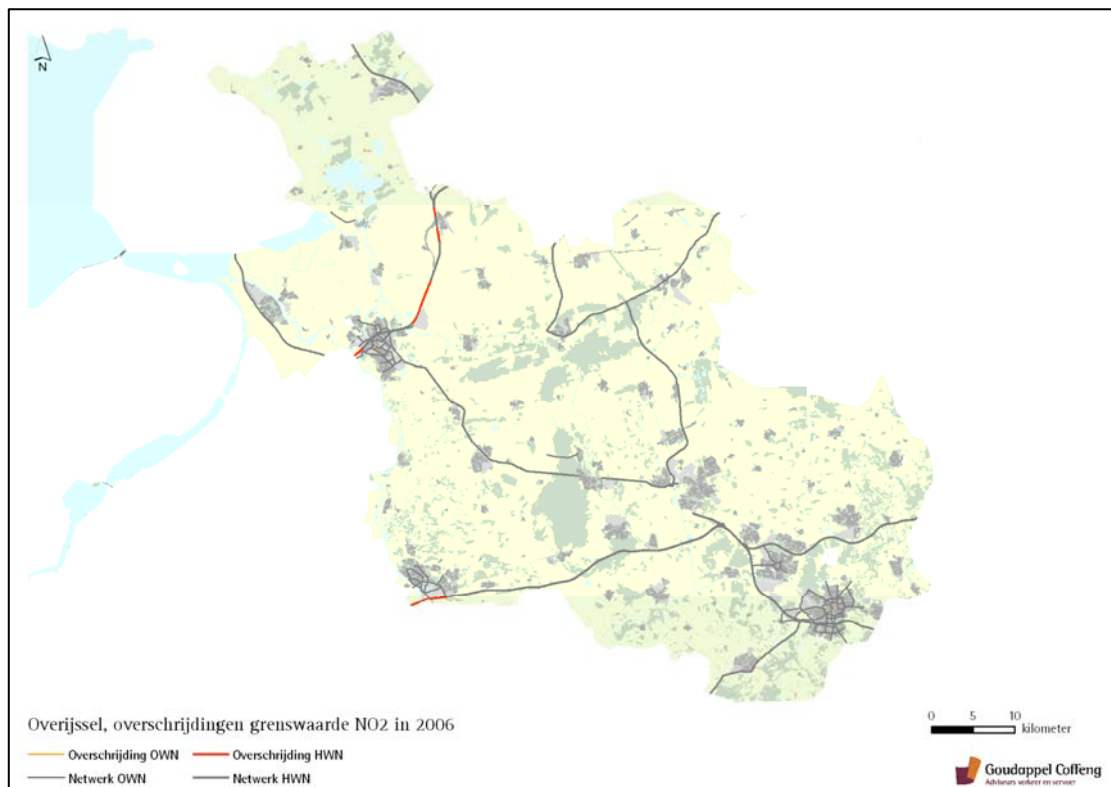 N
Overijssel, overschrijdingen grenswaarde NO2 in 2006
Overschrijding OWN
Overschrijding HWN
Netwerk OWN
Netwerk HWN
0 5 10
kilometer
Goudappel Coffeng
Adviseurs verkeer en vervoer